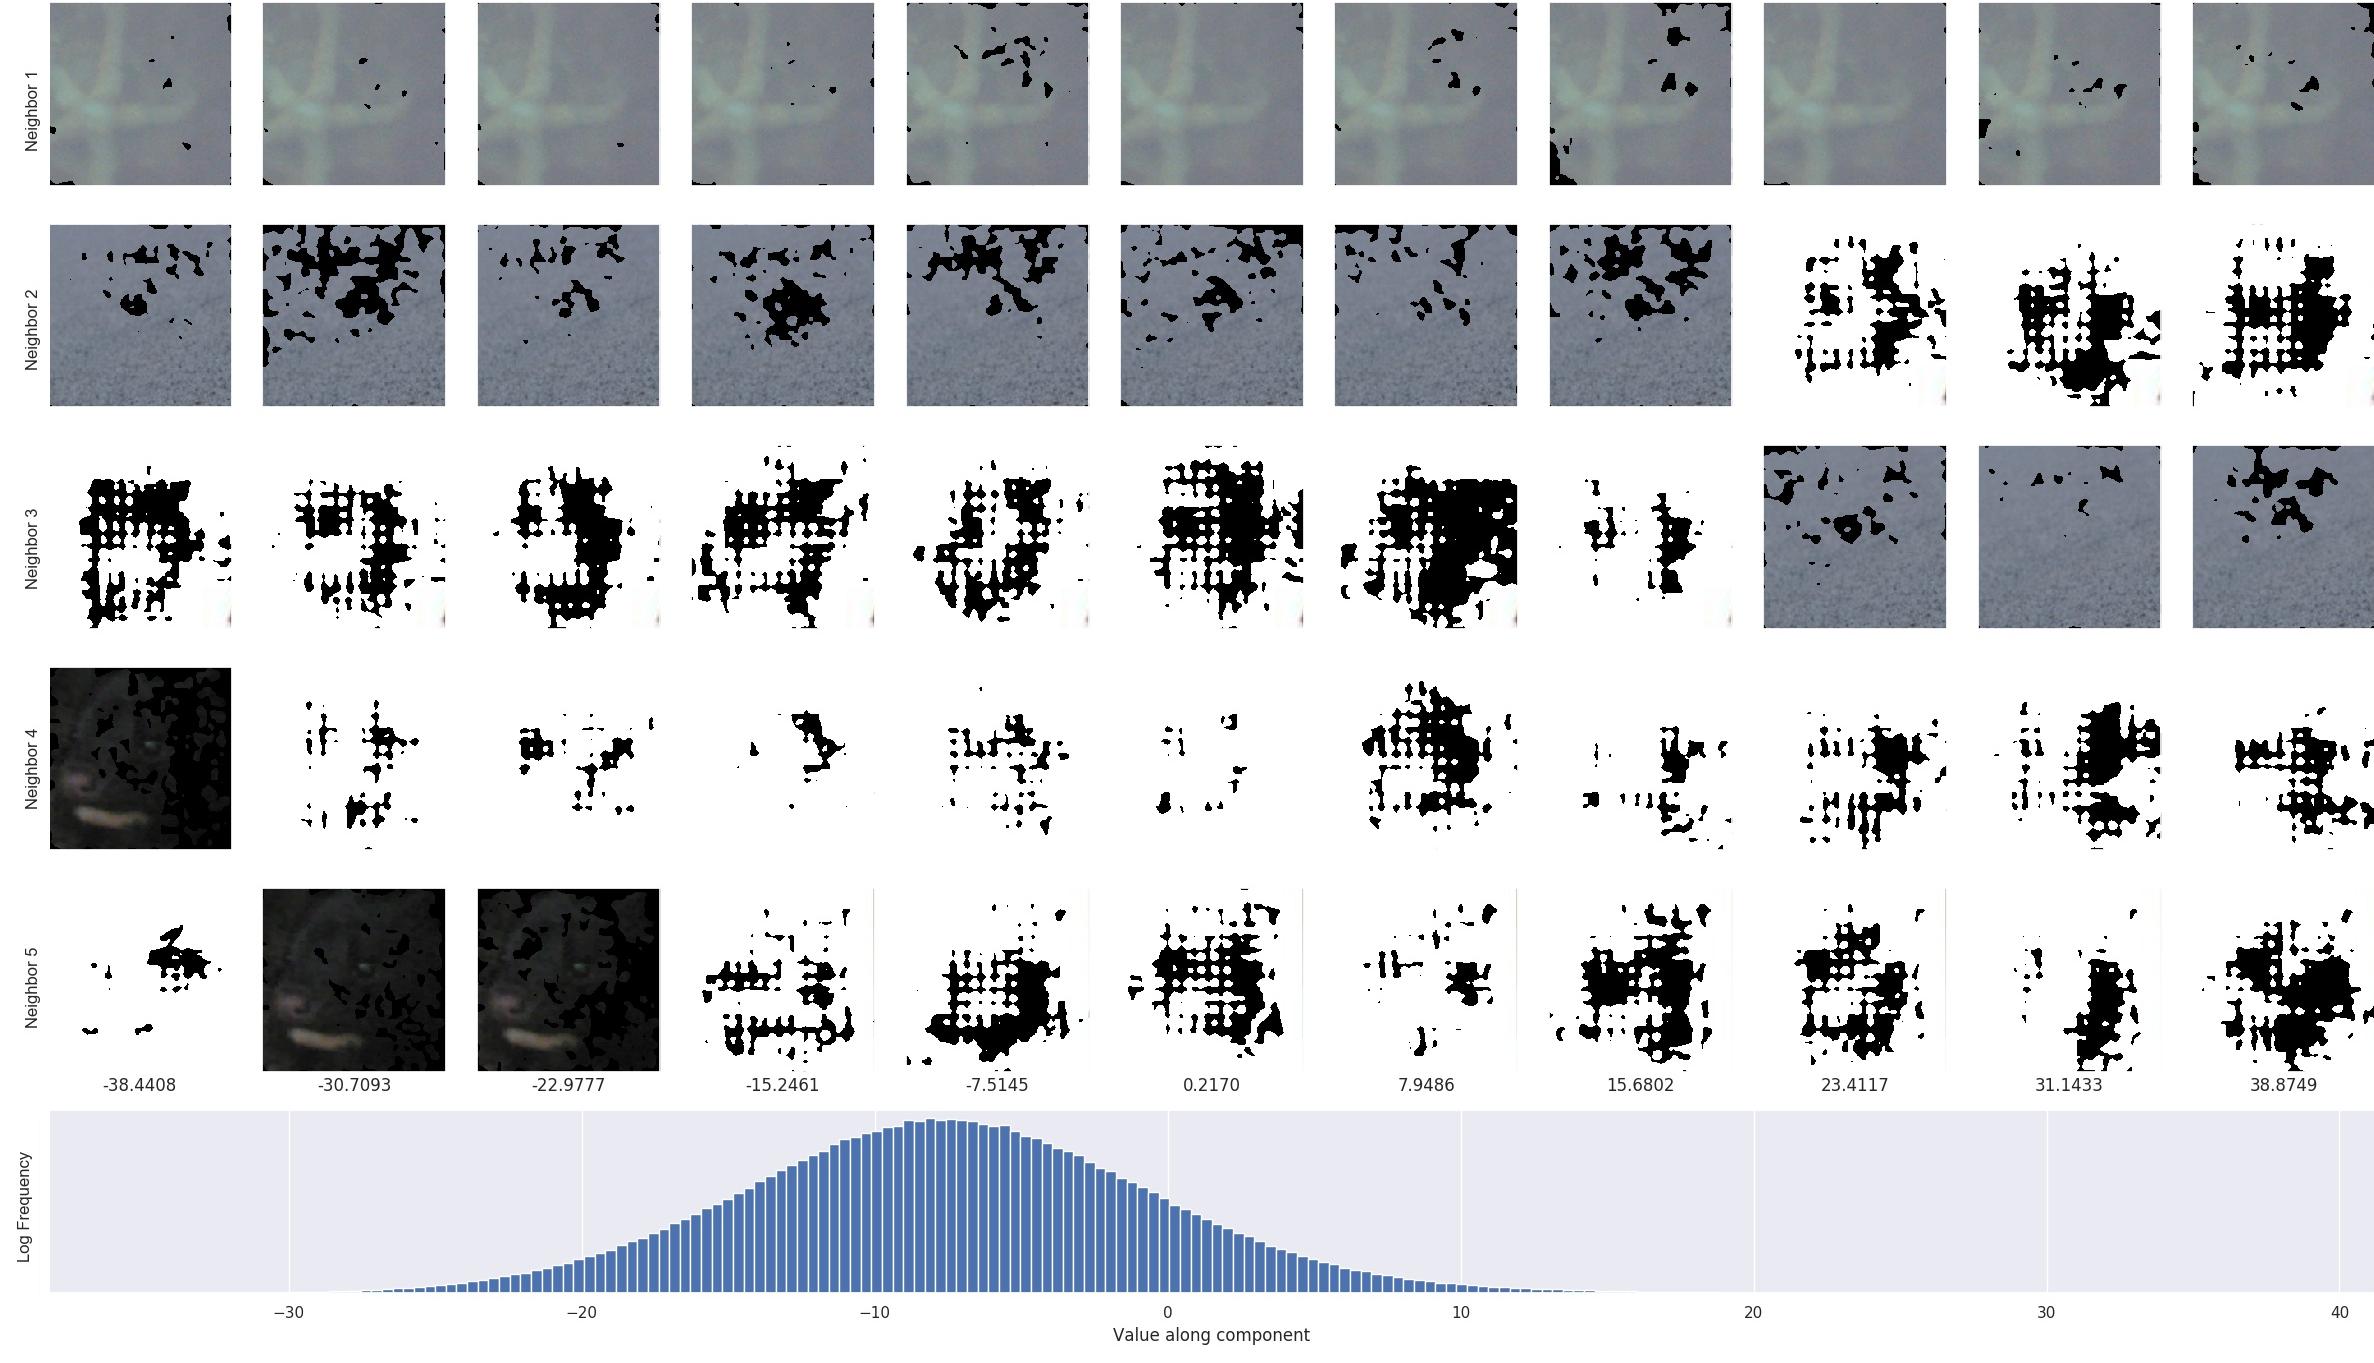 Neighbor 1
Neighbor 2
Neighbor 3
Neighbor 4
Neighbor 5
-38.4408 -30.7093 -22.9777 -15.2461 -7.5145 0.2170 7.9486 15.6802 23.4117 31.1433 38.8749
Log Frequency
−30 −20 −10 0 10 20 30 40
Value along component